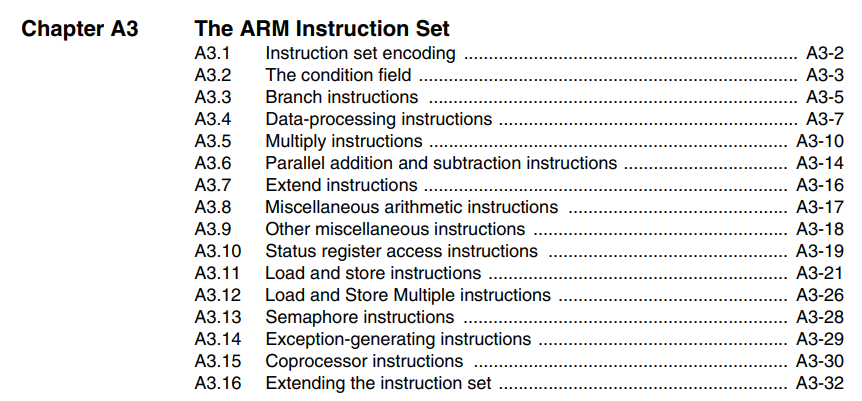 Chapter A3 The ARM Instruction Set
A3.1 Instruction set encoding ................................................................... A3-2
A3.2 The condition field ............................................................................ A3-3
A3.3 Branch instructions .......................................................................... A3-5
A3.4 Data-processing instructions ............................................................ A3-7
A3.5 Multiply instructions ........................................................................ A3-10
A3.6 Parallel addition and subtraction instructions ................................. A3-14
A3.7 Extend instructions ......................................................................... A3-16
A3.8 Miscellaneous arithmetic instructions ............................................ A3-17
A3.9 Other miscellaneous instructions ................................................... A3-18
A3.10 Status register access instructions ................................................ A3-19
A3.11 Load and store instructions ............................................................ A3-21
A3.12 Load and Store Multiple instructions .............................................. A3-26
A3.13 Semaphore instructions ................................................................. A3-28
A3.14 Exception-generating instructions .................................................. A3-29
A3.15 Coprocessor instructions ............................................................... A3-30
A3.16 Extending the instruction set .......................................................... A3-32